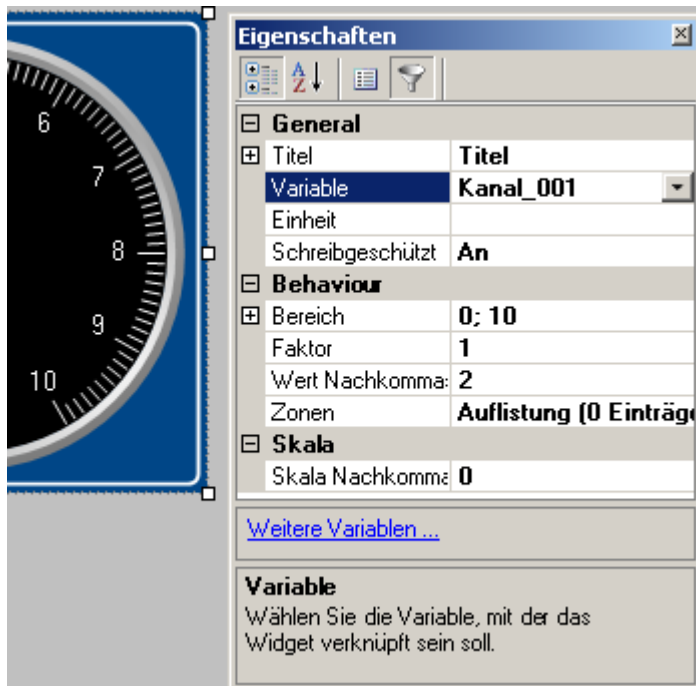 6
7
8
9
10
Eigenschaften
General
Titel Titel
Variable Kanal_001
Einheit
Schreibgeschützt An
Behaviour
Bereich 0; 10
Faktor 1
Wert Nachkomma 2
Zonen Auflistung (0 Einträge
Skala
Skala Nachkomma 0
Weitere Variablen ...
Variable
Wählen Sie die Variable, mit der das
Widget verknüpft sein soll.